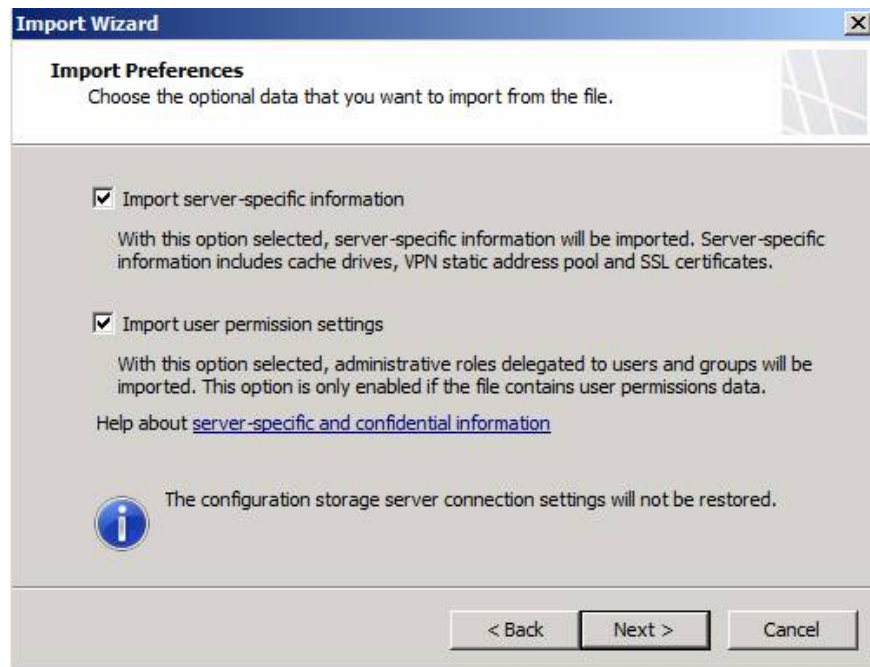 Import Wizard
Import Preferences
Choose the optional data that you want to import from the file.
Import server-specific information
With this option selected, server-specific information will be imported. Server-specific
information includes cache drives, VPN static address pool and SSL certificates.
Import user permission settings
With this option selected, administrative roles delegated to users and groups will be
imported. This option is only enabled if the file contains user permissions data.
Help about server-specific and confidential information
The configuration storage server connection settings will not be restored.
< Back Next > Cancel